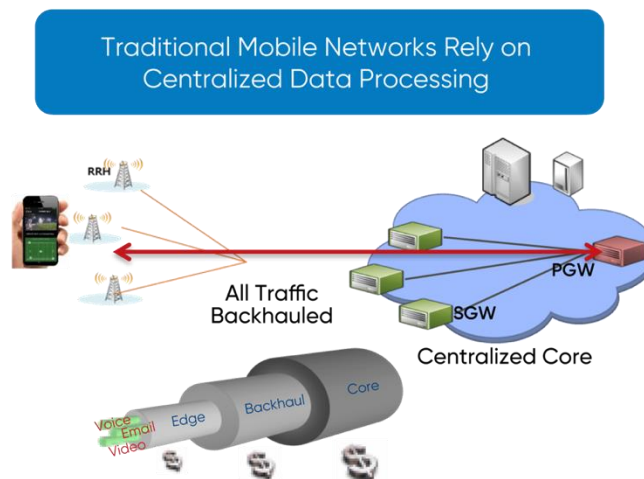 Traditional Mobile Networks Rely on
Centralized Data Processing
RRH
PGW
SGW
All Traffic
Backhauled
Centralized Core
Voice
Email
Video
Edge
Backhaul
Core
$
$
$